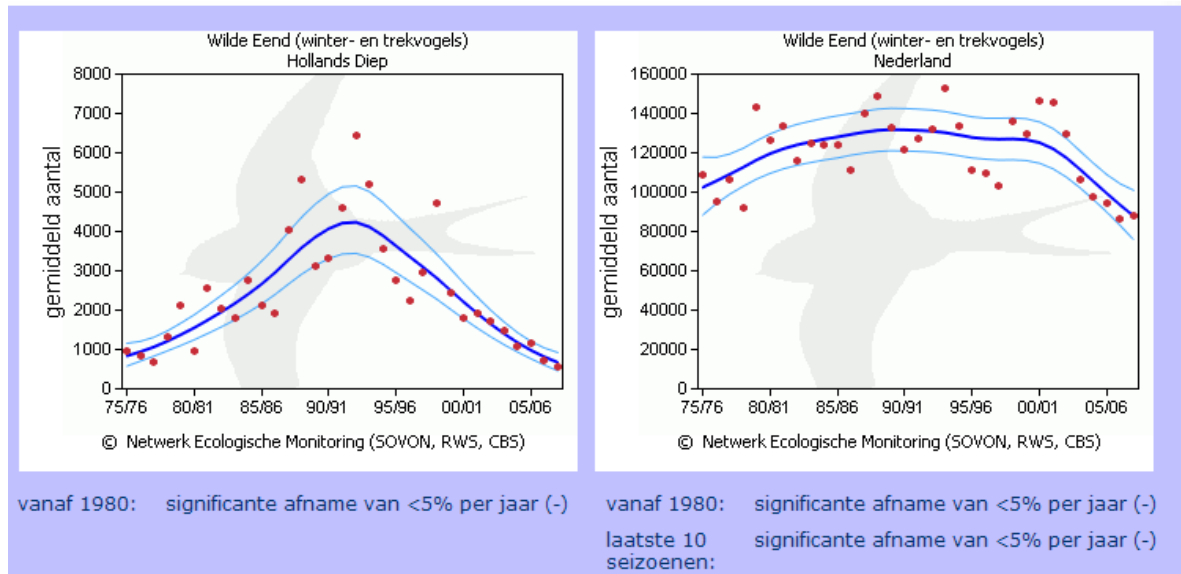 Wilde Eend (winter- en trekvogels)
Hollands Diep
gemiddeld aantal
8000
7000
6000
5000
4000
3000
2000
1000
0
75/76 80/81 85/86 90/91 95/96 00/01 05/06
© Netwerk Ecologische Monitoring (SOVON, RWS, CBS)
vanaf 1980: significante afname van <5% per jaar (-)
Wilde Eend (winter- en trekvogels)
Nederland
gemiddeld aantal
160000
140000
120000
100000
80000
60000
40000
20000
0
75/76 80/81 85/86 90/91 95/96 00/01 05/06
© Netwerk Ecologische Monitoring (SOVON, RWS, CBS)
vanaf 1980: significante afname van <5% per jaar (-)
laatste 10 significante afname van <5% per jaar (-)
seizoenen: